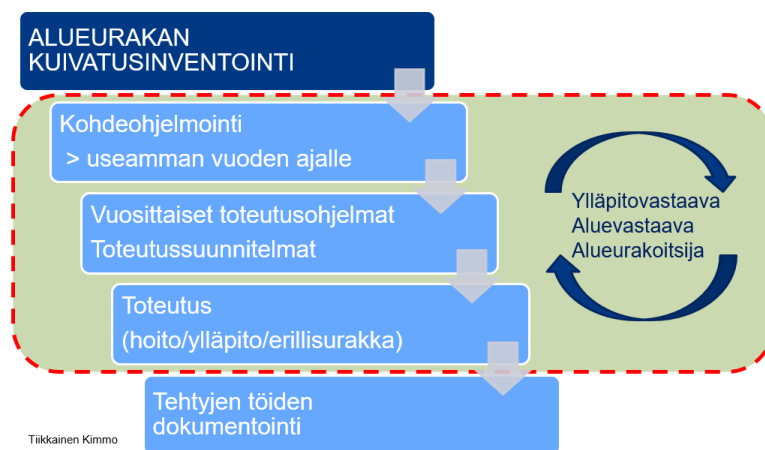 ALUEURAKAN
KUIVATUSINVENTOINTI
Kohdeohjelmointi
> useamman vuoden ajalle
Vuosittaiset toteutusohjelmat
Toteutussuunnitelmat
Toteutus
(hoito/ylläpito/erillisurakka)
Tehtyjen töiden
dokumentointi
Ylläpitovastaava
Aluevastaava
Alueurakoitsija
Tiikkainen Kimmo